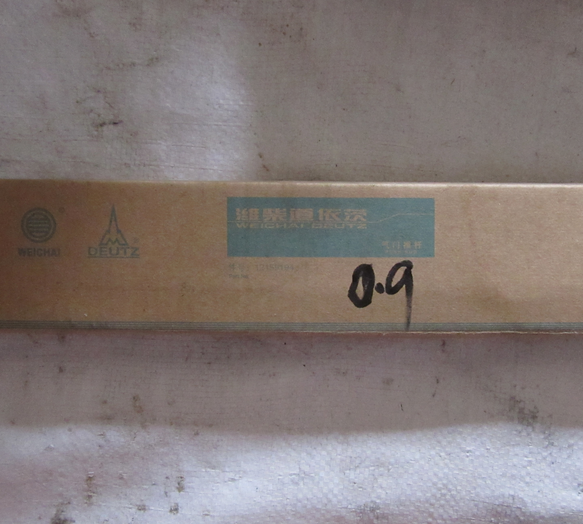 潍柴道依茨
WEICHAI DEUTZ
WEICHAI
DEUTZ
0.9